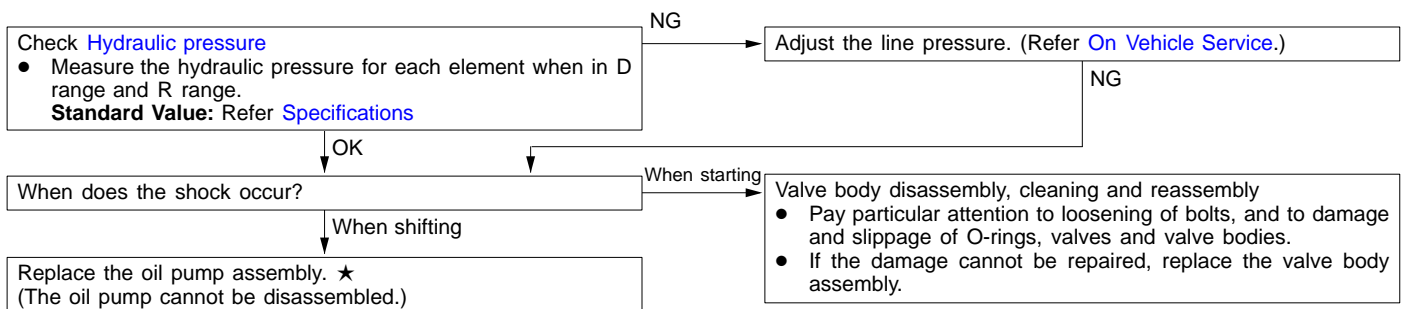 NG
Check Hydraulic pressure
● Measure the hydraulic pressure for each element when in D
range and R range.
Standard Value: Refer Specifications
Adjust the line pressure. (Refer On Vehicle Service.)
NG
OK
When does the shock occur?
When starting
Valve body disassembly, cleaning and reassembly
● Pay particular attention to loosening of bolts, and to damage
and slippage of O-rings, valves and valve bodies.
● If the damage cannot be repaired, replace the valve body
assembly.
When shifting
Replace the oil pump assembly. ★
(The oil pump cannot be disassembled.)